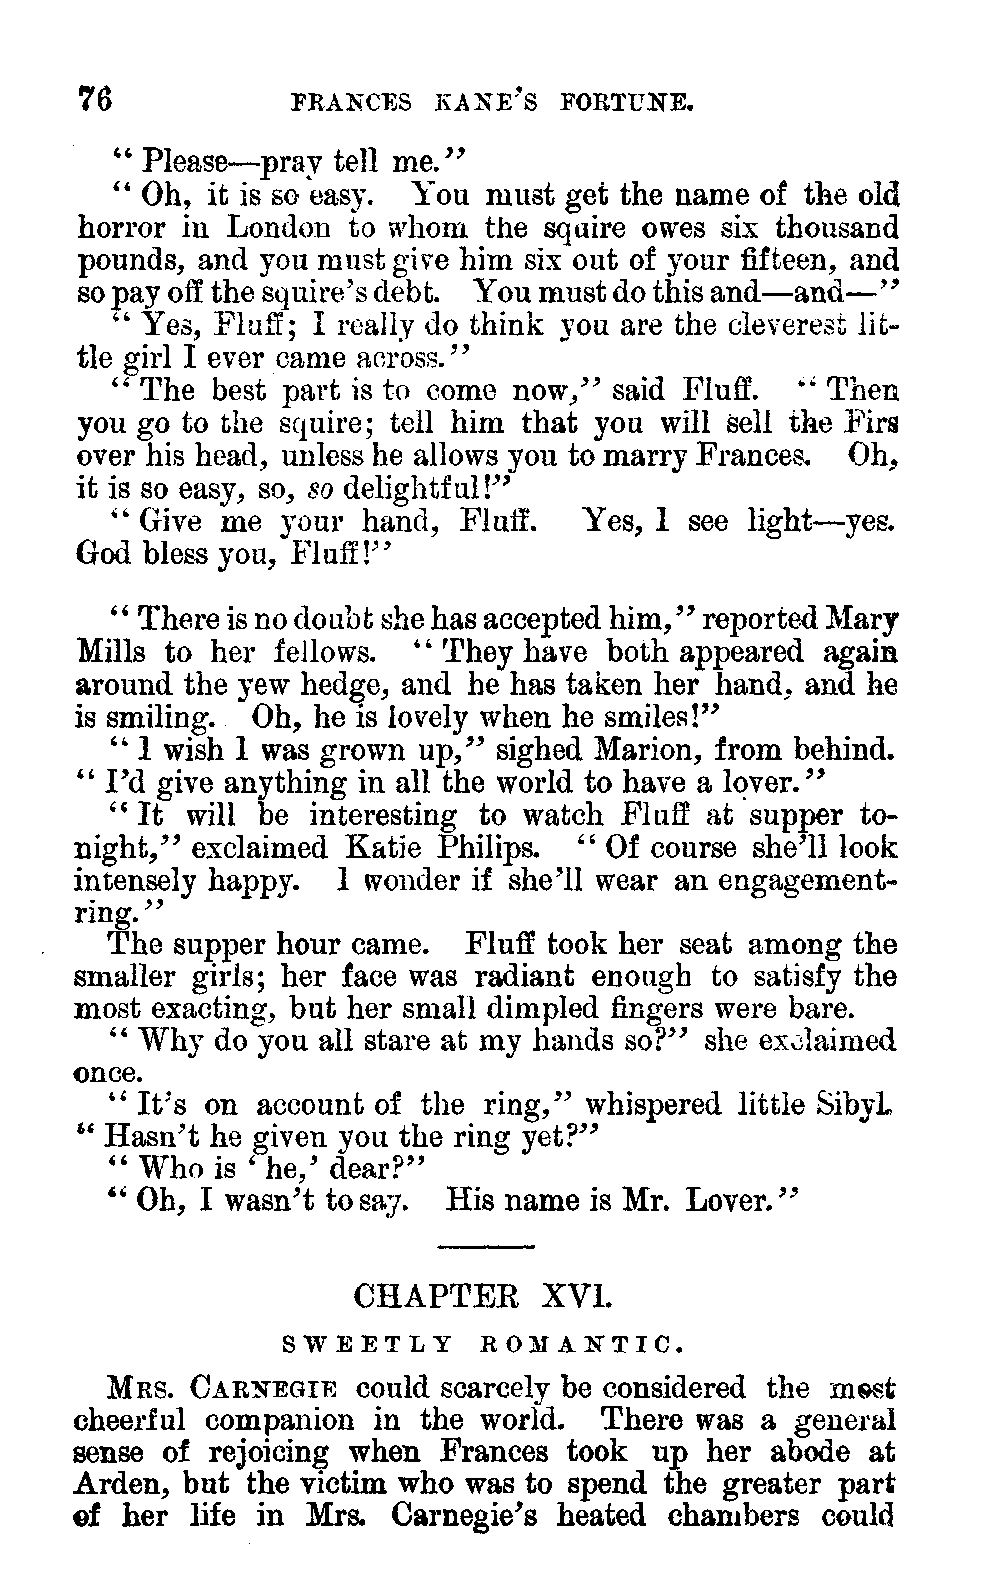 76 FRANCES KANE'S FORTUNE.
"Please—pray tell me."
"Oh, it is so easy. You must get the name of the old
horror in London to whom the squire owes six thousand
pounds, and you must give him six out of your fifteen, and
so pay off the squire's debt. You must do this and—and—"
"Yes, Fluff; I really do think you are the cleverest lit-
tle girl I ever came across."
"The best part is to come now," said Fluff. "Then
you go to the squire; tell him that you will sell the Firs
over his head, unless he allows you to marry Frances. Oh,
it is so easy, so, so delightful!"
"Give me your hand, Fluff. Yes, I see light—yes.
God bless you, Fluff!"
"There is no doubt she has accepted him," reported Mary
Mills to her fellows. "They have both appeared again
around the yew hedge, and he has taken her hand, and he
is smiling. Oh, he is lovely when he smiles!"
"I wish I was grown up," sighed Marion, from behind.
"I'd give anything in all the world to have a lover."
"It will be interesting to watch Fluff at supper to-
night," exclaimed Katie Philips. "Of course she'll look
intensely happy. I wonder if she'll wear an engagement-
ring."
The supper hour came. Fluff took her seat among the
smaller girls; her face was radiant enough to satisfy the
most exacting, but her small dimpled fingers were bare.
"Why do you all stare at my hands so?" she exclaimed
once.
"It's on account of the ring," whispered little Sibyl.
"Hasn't he given you the ring yet?"
"Who is 'he,' dear?"
"Oh, I wasn't to say. His name is Mr. Lover."
CHAPTER XVI.
SWEETLY ROMANTIC.
MRS. CARNEGIE could scarcely be considered the most
cheerful companion in the world. There was a general
sense of rejoicing when Frances took up her abode at
Arden, but the victim who was to spend the greater part
of her life in Mrs. Carnegie's heated chambers could